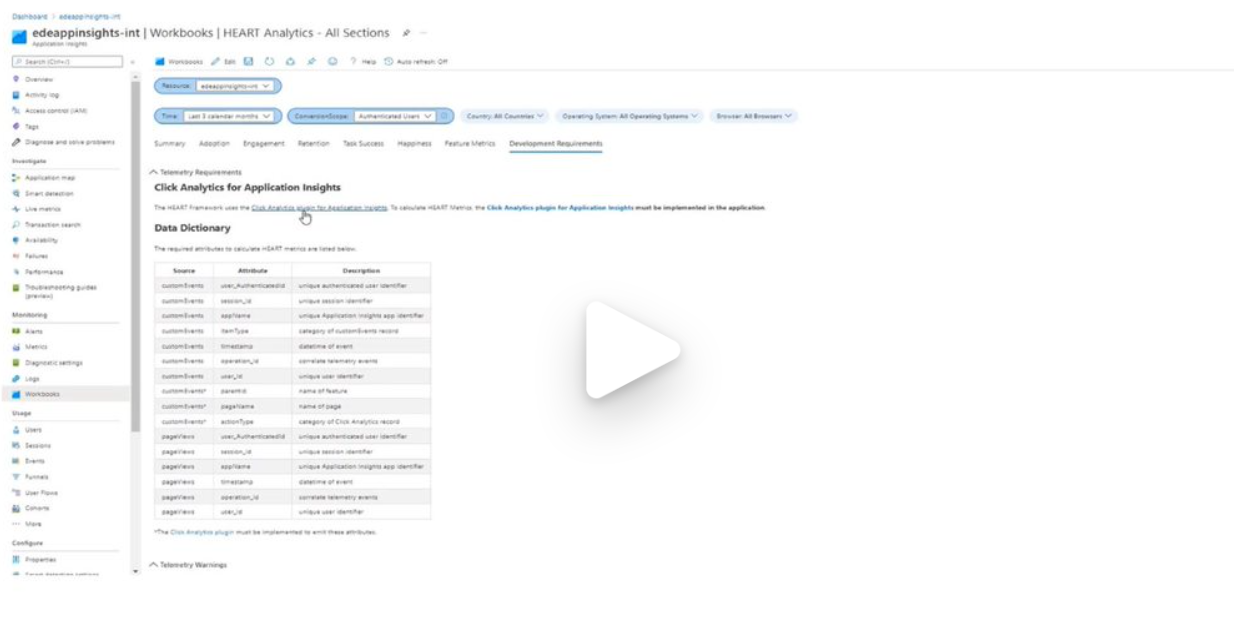 Dashboard > edeappinsights-int
edeappinsights-int | Workbooks | HEART Analytics - All Sections
Application Insights
Search (Ctrl+/)
Overview
Activity log
Access control (IAM)
Tags
Diagnose and solve problems
Investigate
Application map
Smart detection
Live metrics
Transaction search
Availability
Failures
Performance
Troubleshooting guides
(preview)
Monitoring
Alerts
Metrics
Diagnostic settings
Logs
Workbooks
Usage
Users
Sessions
Events
Funnels
User Flows
Cohorts
More
Configure
Properties
Smart detection settings
Workbooks Edit ? Help Auto refresh: Off
Resource: edeappinsights-int
Time: Last 3 calendar months ConversionScope: Authenticated Users Country: All Countries Operating System: All Operating Systems Browser: All Browsers
Summary Adoption Engagement Retention Task Success Happiness Feature Metrics Development Requirements
Telemetry Requirements
Click Analytics for Application Insights
The HEART Framework uses the Click Analytics plugin for Application Insights. To calculate HEART Metrics, the Click Analytics plugin for Application Insights must be implemented in the application.
Data Dictionary
The required attributes to calculate HEART metrics are listed below.
Source Attribute Description
customEvents user_AuthenticatedId unique authenticated user identifier
customEvents session_Id unique session identifier
customEvents appName unique Application Insights app identifier
customEvents itemType category of customEvents record
customEvents timestamp datetime of event
customEvents operation_Id correlate telemetry events
customEvents user_Id unique user identifier
customEvents* parentId name of feature
customEvents* pageName name of page
customEvents* actionType category of Click Analytics record
pageViews user_AuthenticatedId unique authenticated user identifier
pageViews session_Id unique session identifier
pageViews appName unique Application Insights app identifier
pageViews timestamp datetime of event
pageViews operation_Id correlate telemetry events
pageViews user_Id unique user identifier
*The Click Analytics plugin must be implemented to emit these attributes.
Telemetry Warnings